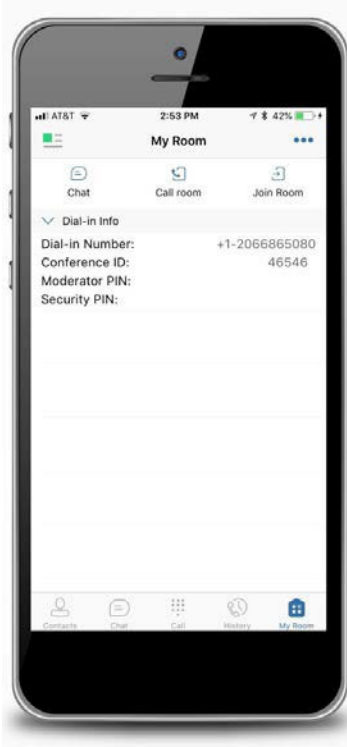 AT&T 2:53 PM 42%
My Room
Chat Call room Join Room
Dial-in Info
Dial-in Number: +1-2066865080
Conference ID: 46546
Moderator PIN:
Security PIN:
Contacts Chat Call History My Room